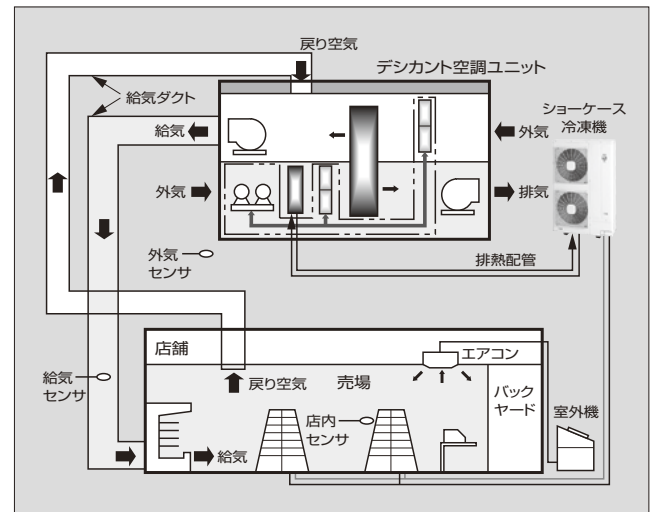 戻り空気
デシカント空調ユニット
給気ダクト
ショーケース
冷凍機
給気
外気
外気
排気
外気
センサ
排熱配管
店舗
エアコン
給気
センサ
戻り空気
売場
バック
ヤード
室外機
店内
センサ
給気